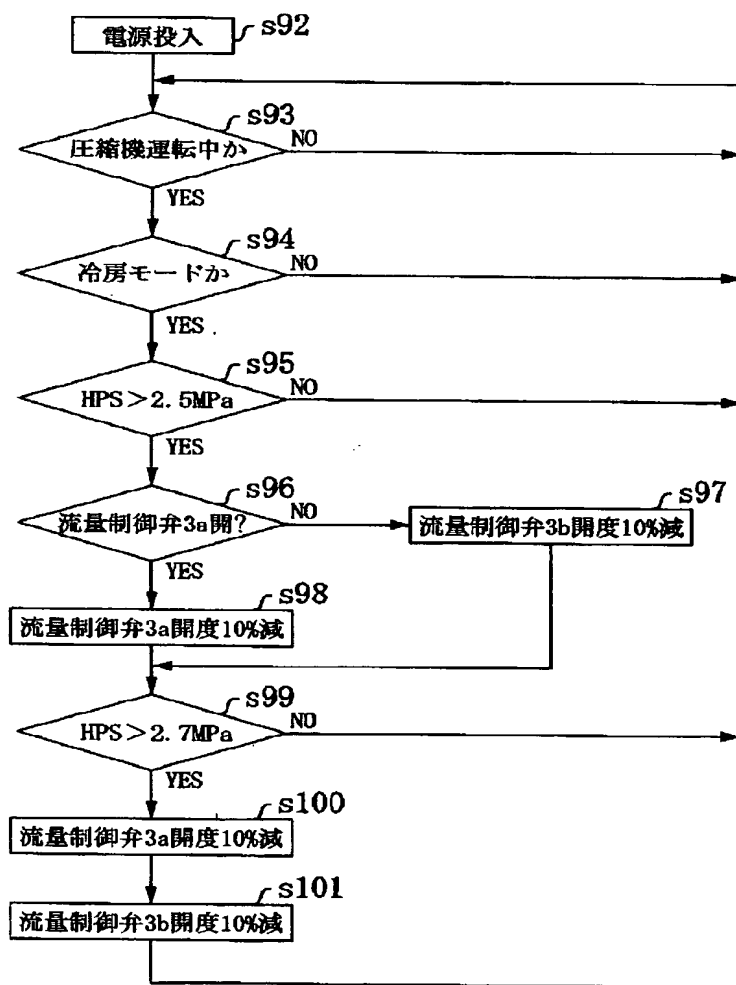 電源投入
s92
s93
圧縮機運転中か
NO
YES
s94
冷房モードか
NO
YES
s95
HPS>2.5MPa
NO
YES
s96
流量制御弁3a開?
NO
s97
流量制御弁3b開度10%減
YES
s98
流量制御弁3a開度10%減
s99
HPS>2.7MPa
NO
YES
s100
流量制御弁3a開度10%減
s101
流量制御弁3b開度10%減